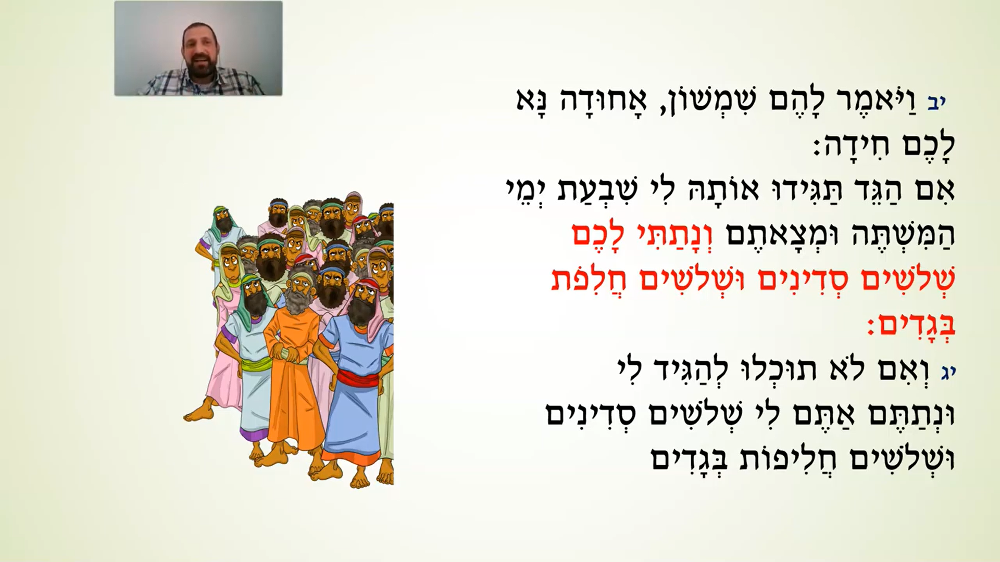 יב וַיֹּאמֶר לָהֶם שִׁמְשׁוֹן, אָחוּדָה נָּא
לָכֶם חִידָה:
אִם הַגֵּד תַּגִּידוּ אוֹתָהּ לִי שִׁבְעַת יְמֵי
הַמִּשְׁתֶּה וּמְצָאתֶם וְנָתַתִּי לָכֶם
שְׁלֹשִׁים סְדִינִים וּשְׁלֹשִׁים חֲלִפֹת
בְּגָדִים:
יג וְאִם לֹא תוּכְלוּ לְהַגִּיד לִי
וּנְתַתֶּם אַתֶּם לִי שְׁלֹשִׁים סְדִינִים
וּשְׁלֹשִׁים חֲלִיפוֹת בְּגָדִים